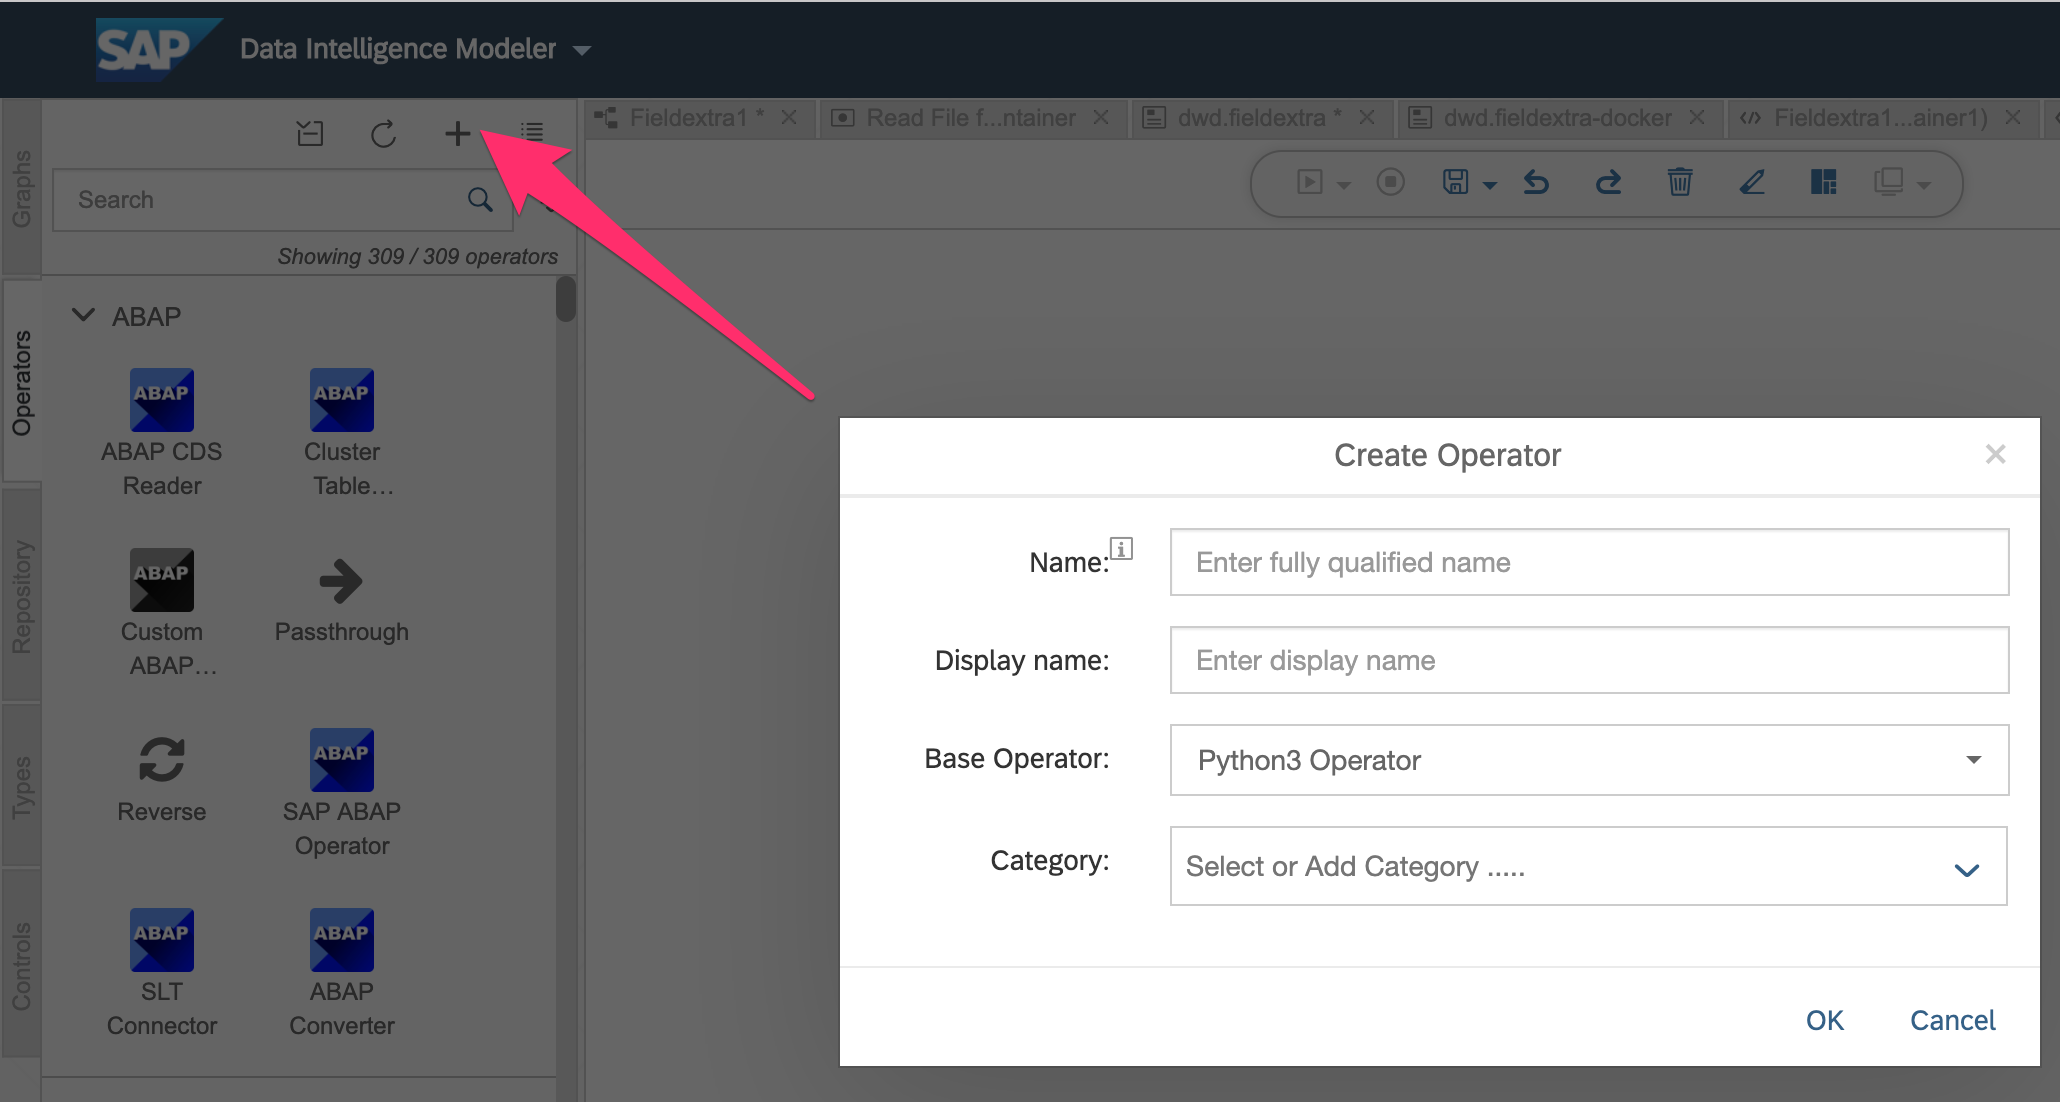 SAP Data Intelligence Modeler
Fieldextra1 *
Read File f...ntainer
dwd.fieldextra *
dwd.fieldextra-docker
Fieldextra1...ainer1)
Graphs
Operators
Repository
Types
Controls
Search
Showing 309 / 309 operators
ABAP
ABAP
ABAP CDS
Reader
ABAP
Cluster
Table...
ABAP
Custom
ABAP...
Passthrough
Reverse
ABAP
SAP ABAP
Operator
ABAP
SLT
Connector
ABAP
ABAP
Converter
Create Operator
Name: i
Enter fully qualified name
Display name:
Enter display name
Base Operator:
Python3 Operator
Category:
Select or Add Category .....
OK Cancel